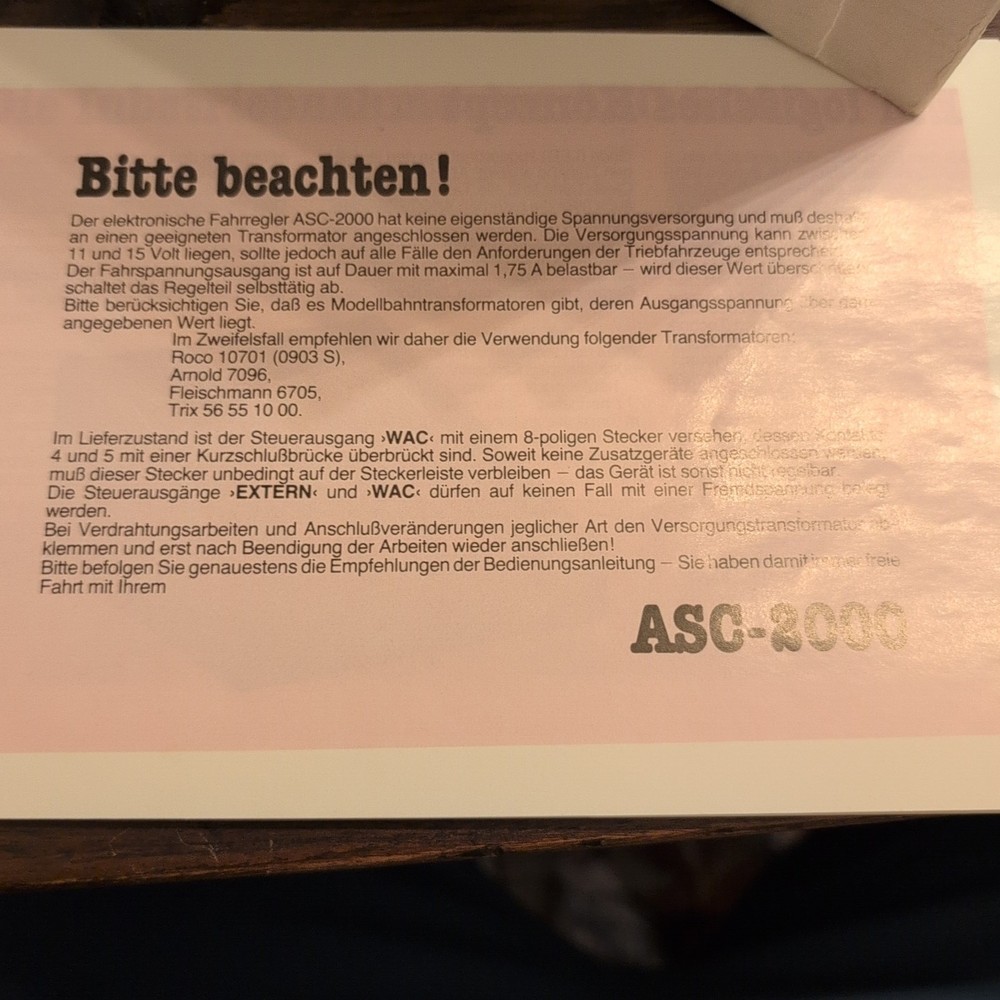 Bitte beachten!
Der elektronische Fahrregler ASC-2000 hat keine eigenständige Spannungsversorgung und muß
an einen geeigneten Transformator angeschlossen werden. Die Versorgungsspannung kann
11 und 15 Volt liegen, sollte jedoch auf alle Fälle den Anforderungen der Triebfahrzeuge
Der Fahrspannungsausgang ist auf Dauer mit maximal 1,75 A belastbar – wird dieser Wert
schaltet das Regelteil selbsttätig ab.
Bitte berücksichtigen Sie, daß es Modellbahntransformatoren gibt, deren Ausgangsspannung über dem
angegebenen Wert liegt.
Im Zweifelsfall empfehlen wir daher die Verwendung folgender Transformatoren:
Roco 10701 (0903 S),
Arnold 7096,
Fleischmann 6705,
Trix 56 55 10 00.
Im Lieferzustand ist der Steuerausgang ›WAC‹ mit einem 8-poligen Stecker versehen, dessen Kontakte
4 und 5 mit einer Kurzschlußbrücke überbrückt sind. Soweit keine Zusatzgeräte angeschlossen werden,
muß dieser Stecker unbedingt auf der Steckerleiste verbleiben – das Gerät ist sonst nicht regelbar.
Die Steuerausgänge ›EXTERN‹ und ›WAC‹ dürfen auf keinen Fall mit einer Fremdspannung belegt
werden.
Bei Verdrahtungsarbeiten und Anschlußveränderungen jeglicher Art den Versorgungstransformator ab-
klemmen und erst nach Beendigung der Arbeiten wieder anschließen!
Bitte befolgen Sie genauestens die Empfehlungen der Bedienungsanleitung – Sie haben damit immer freie
Fahrt mit Ihrem
ASC-2000